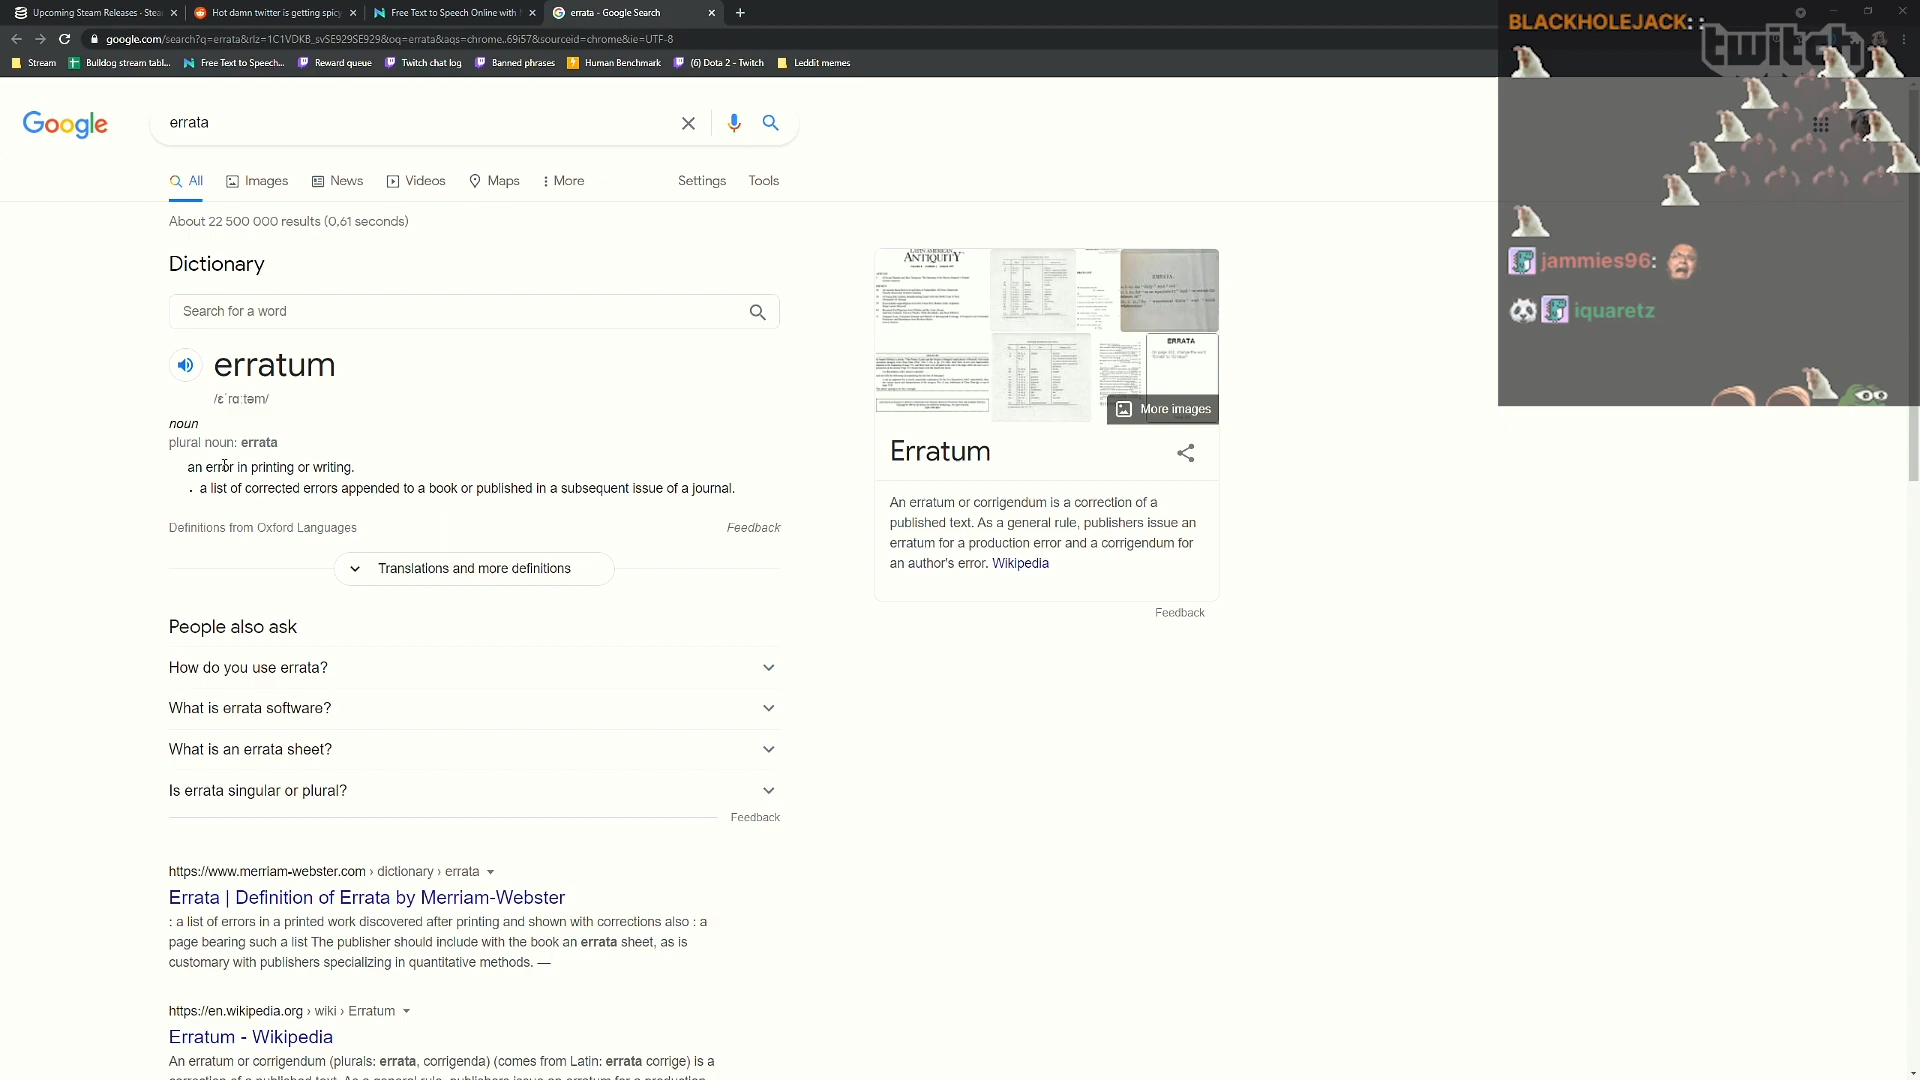 Upcoming Steam Releases - Stea
Hot damn twitter is getting spicy
Free Text to Speech Online with
errata - Google Search
google.com/search?q=errata&rlz=1C1VDKB_svSE929SE929&oq=errata&aqs=chrome..69i57&sourceid=chrome&ie=UTF-8
Stream
Bulldog stream tabl...
Free Text to Speech...
Reward queue
Twitch chat log
Banned phrases
Human Benchmark
(6) Dota 2 - Twitch
Leddit memes
BLACKHOLEJACK: :
twitch
Google
errata
All
Images
News
Videos
Maps
More
Settings
Tools
About 22 500 000 results (0,61 seconds)
Dictionary
Search for a word
erratum
/ɛˈrɑːtəm/
noun
plural noun: errata
an error in printing or writing.
· a list of corrected errors appended to a book or published in a subsequent issue of a journal.
Definitions from Oxford Languages
Feedback
Translations and more definitions
People also ask
How do you use errata?
What is errata software?
What is an errata sheet?
Is errata singular or plural?
Feedback
https://www.merriam-webster.com › dictionary › errata
Errata | Definition of Errata by Merriam-Webster
: a list of errors in a printed work discovered after printing and shown with corrections also : a
page bearing such a list The publisher should include with the book an errata sheet, as is
customary with publishers specializing in quantitative methods. —
https://en.wikipedia.org › wiki › Erratum
Erratum - Wikipedia
An erratum or corrigendum (plurals: errata, corrigenda) (comes from Latin: errata corrige) is a
LATIN AMERICAN
ANTIQUITY
ERRATA
ERRATA
More images
Erratum
An erratum or corrigendum is a correction of a
published text. As a general rule, publishers issue an
erratum for a production error and a corrigendum for
an author's error. Wikipedia
Feedback
jammies96:
iquaretz